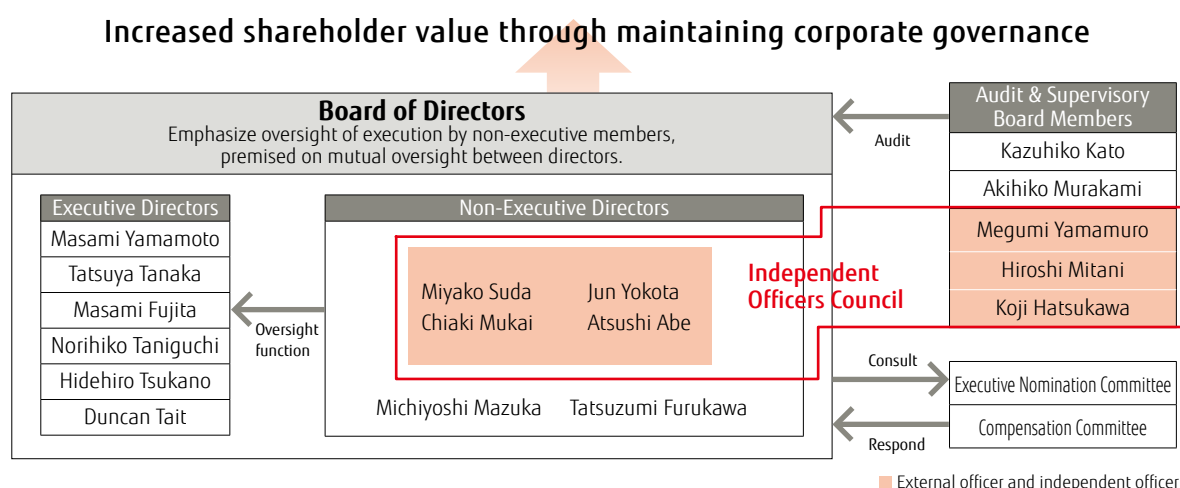 Increased shareholder value through maintaining corporate governance
Board of Directors
Emphasize oversight of execution by non-executive members,
premised on mutual oversight between directors.
Executive Directors
Masami Yamamoto
Tatsuya Tanaka
Masami Fujita
Norihiko Taniguchi
Hidehiro Tsukano
Duncan Tait
Oversight
function
Non-Executive Directors
Miyako Suda Jun Yokota
Chiaki Mukai Atsushi Abe
Michiyoshi Mazuka Tatsuzumi Furukawa
Independent
Officers Council
Audit
Audit & Supervisory
Board Members
Kazuhiko Kato
Akihiko Murakami
Megumi Yamamuro
Hiroshi Mitani
Koji Hatsukawa
Consult
Respond
Executive Nomination Committee
Compensation Committee
External officer and independent officer